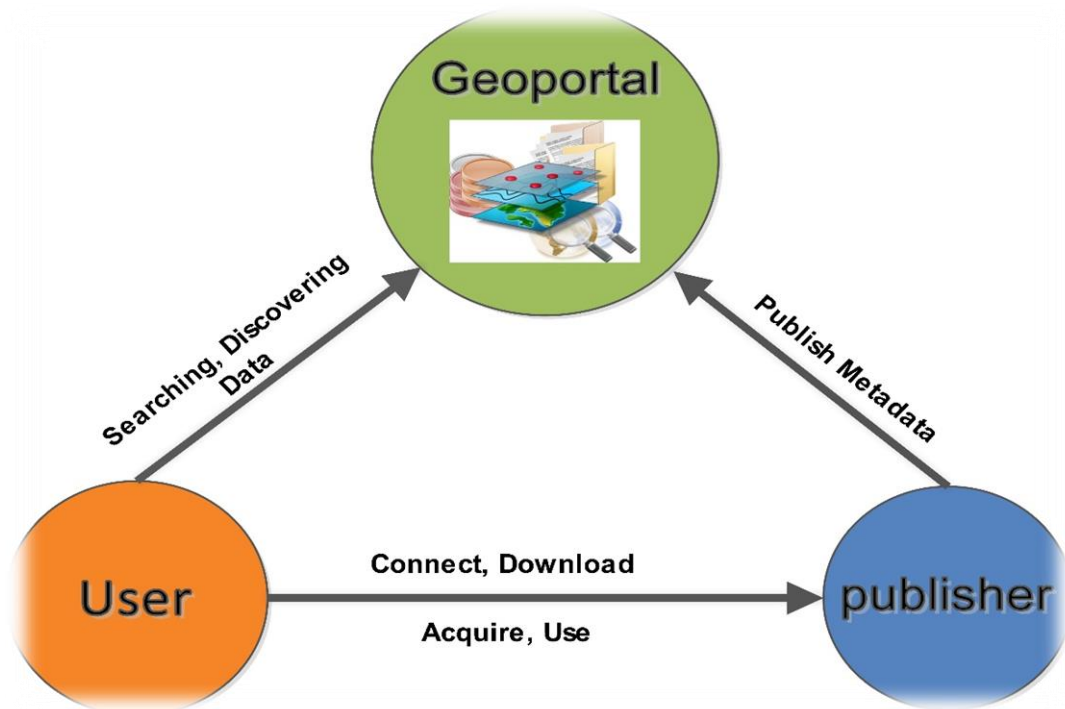 Geoportal
Searching, Discovering
Data
Publish Metadata
User
Connect, Download
Acquire, Use
publisher